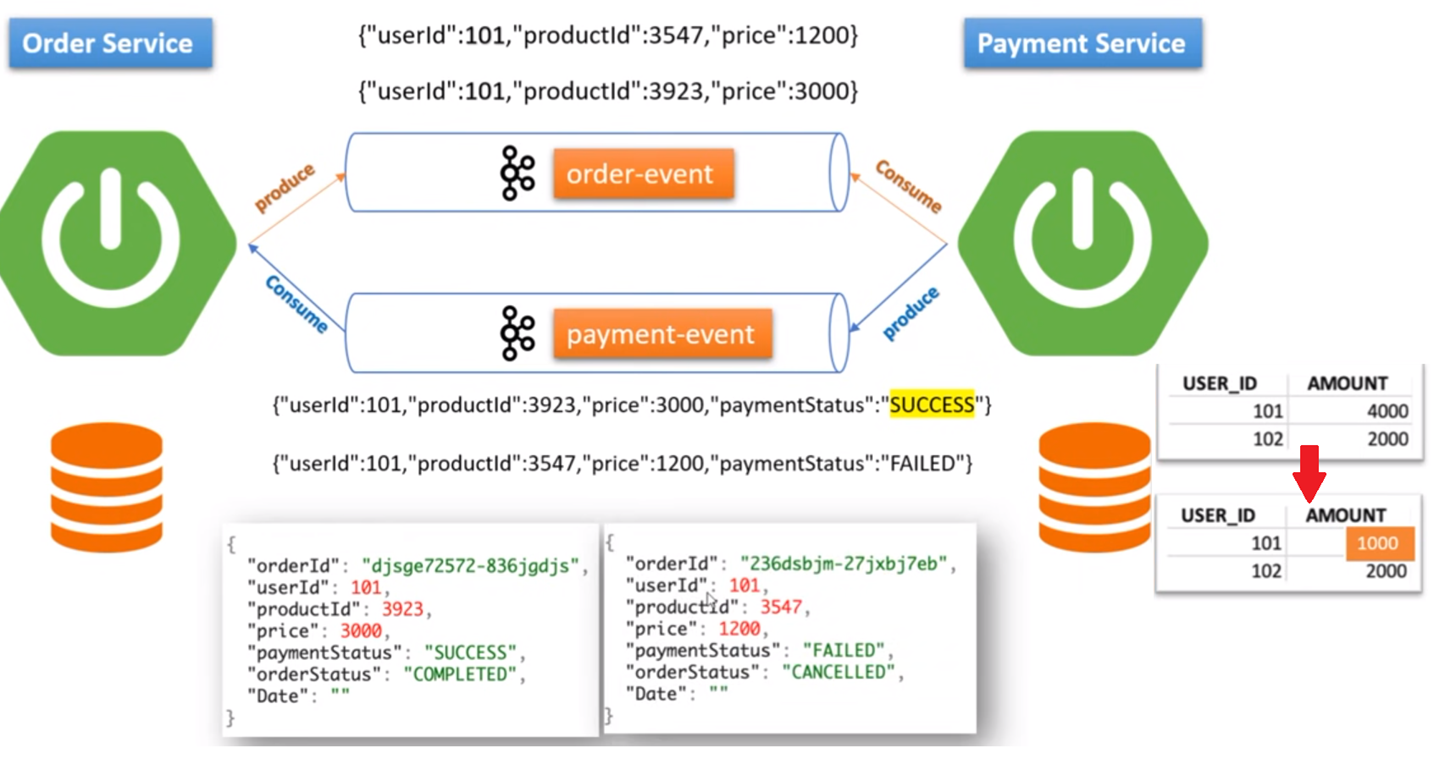 Order Service
{"userId":101,"productId":3547,"price":1200}
Payment Service
{"userId":101,"productId":3923,"price":3000}
produce
order-event
Consume
Consume
payment-event
produce
{"userId":101,"productId":3923,"price":3000,"paymentStatus":"SUCCESS"}
{"userId":101,"productId":3547,"price":1200,"paymentStatus":"FAILED"}
USER_ID AMOUNT
101 4000
102 2000
USER_ID AMOUNT
101 1000
102 2000
{
"orderId": "djsge72572-836jgdjs",
"userId": 101,
"productId": 3923,
"price": 3000,
"paymentStatus": "SUCCESS",
"orderStatus": "COMPLETED",
"Date": ""
}
{
"orderId": "236dsbjm-27jxbj7eb",
"userId": 101,
"productId": 3547,
"price": 1200,
"paymentStatus": "FAILED",
"orderStatus": "CANCELLED",
"Date": ""
}